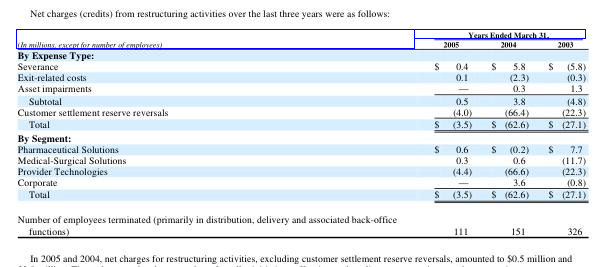 Net charges (credits) from restructuring activities over the last three years were as follows:
Years Ended March 31,
(In millions, except for number of employees) 2005 2004 2003
By Expense Type:
Severance $ 0.4 $ 5.8 $ (5.8)
Exit-related costs 0.1 (2.3) (0.3)
Asset impairments — 0.3 1.3
Subtotal 0.5 3.8 (4.8)
Customer settlement reserve reversals (4.0) (66.4) (22.3)
Total $ (3.5) $ (62.6) $ (27.1)
By Segment:
Pharmaceutical Solutions $ 0.6 $ (0.2) $ 7.7
Medical-Surgical Solutions 0.3 0.6 (11.7)
Provider Technologies (4.4) (66.6) (22.3)
Corporate — 3.6 (0.8)
Total $ (3.5) $ (62.6) $ (27.1)
Number of employees terminated (primarily in distribution, delivery and associated back-office
functions) 111 151 326
In 2005 and 2004, net charges for restructuring activities, excluding customer settlement reserve reversals, amounted to $0.5 million and